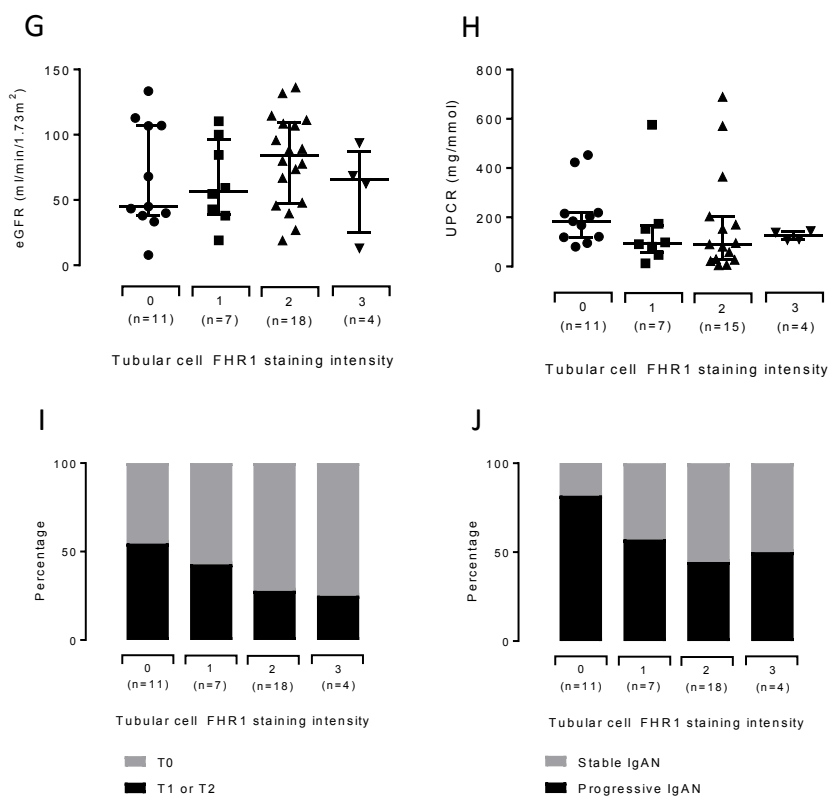 G
eGFR (ml/min/1.73m²)
150
100
50
0
0 1 2 3
(n=11) (n=7) (n=18) (n=4)
Tubular cell FHR1 staining intensity
H
UPCR (mg/mmol)
800
600
400
200
0
0 1 2 3
(n=11) (n=7) (n=15) (n=4)
Tubular cell FHR1 staining intensity
I
Percentage
100
50
0
0 1 2 3
(n=11) (n=7) (n=18) (n=4)
Tubular cell FHR1 staining intensity
T0
T1 or T2
J
Percentage
100
50
0
0 1 2 3
(n=11) (n=7) (n=18) (n=4)
Tubular cell FHR1 staining intensity
Stable IgAN
Progressive IgAN